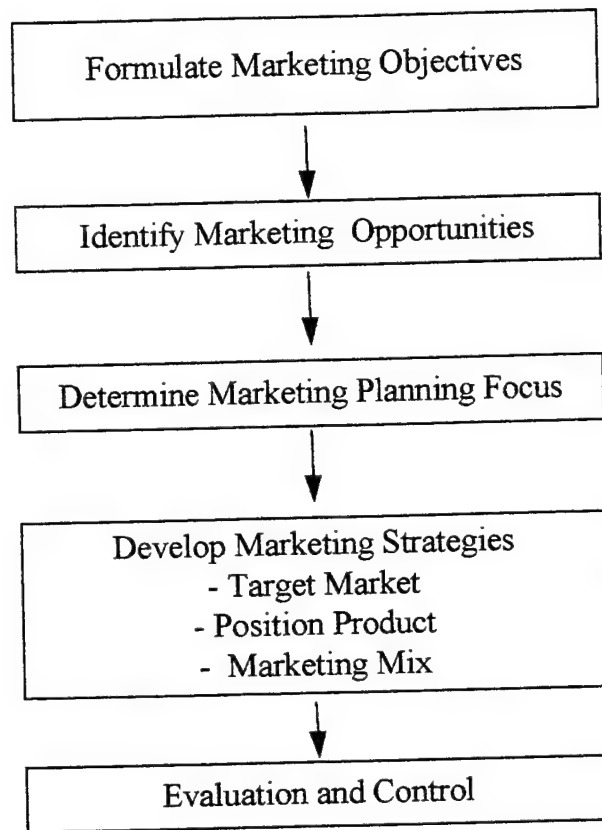 Formulate Marketing Objectives
Identify Marketing Opportunities
Determine Marketing Planning Focus
Develop Marketing Strategies
- Target Market
- Position Product
- Marketing Mix
Evaluation and Control